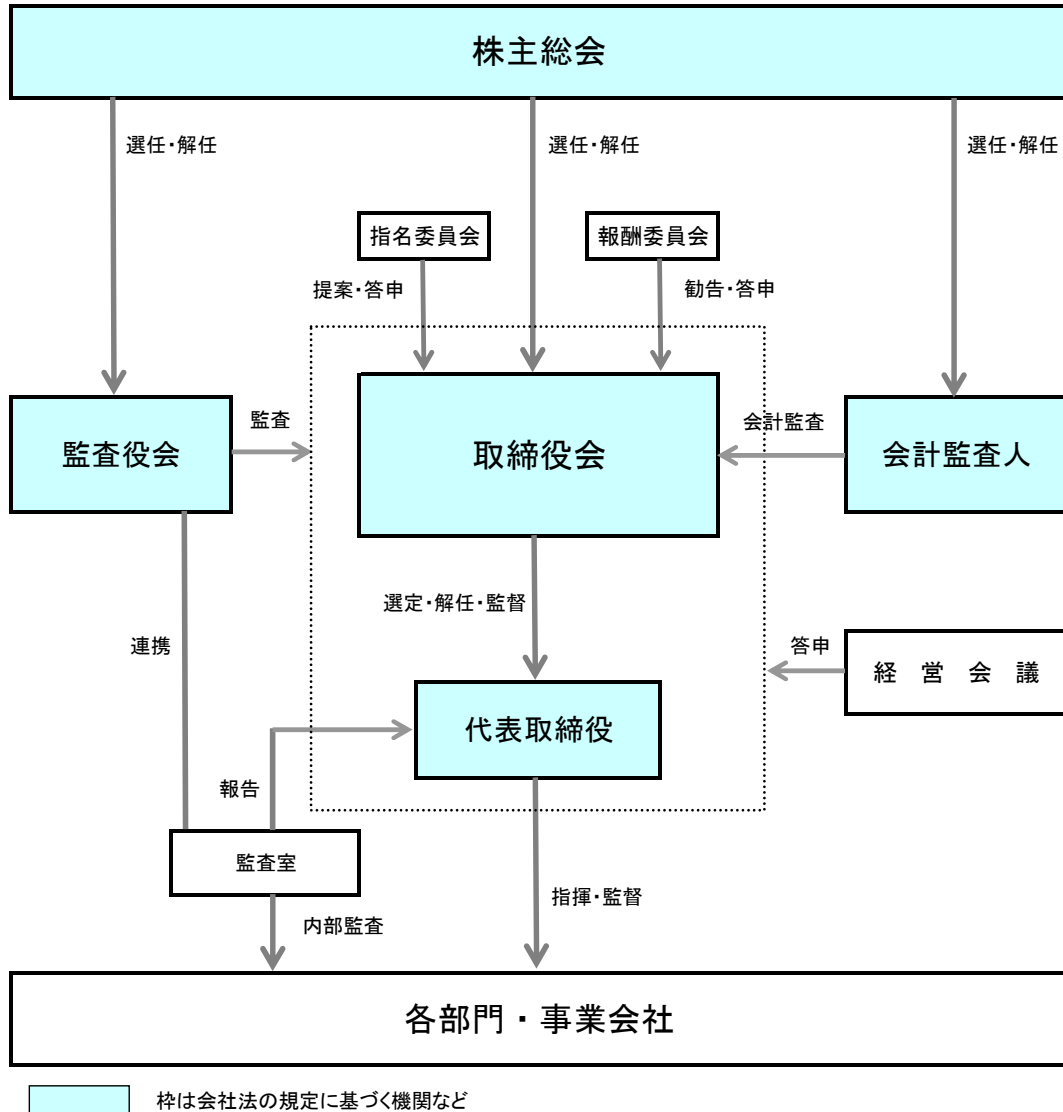 株主総会
選任・解任
選任・解任
選任・解任
指名委員会
報酬委員会
提案・答申
勧告・答申
監査役会
監査
取締役会
会計監査
会計監査人
選定・解任・監督
連携
答申
経 営 会 議
代表取締役
報告
監査室
指揮・監督
内部監査
各部門・事業会社
枠は会社法の規定に基づく機関など